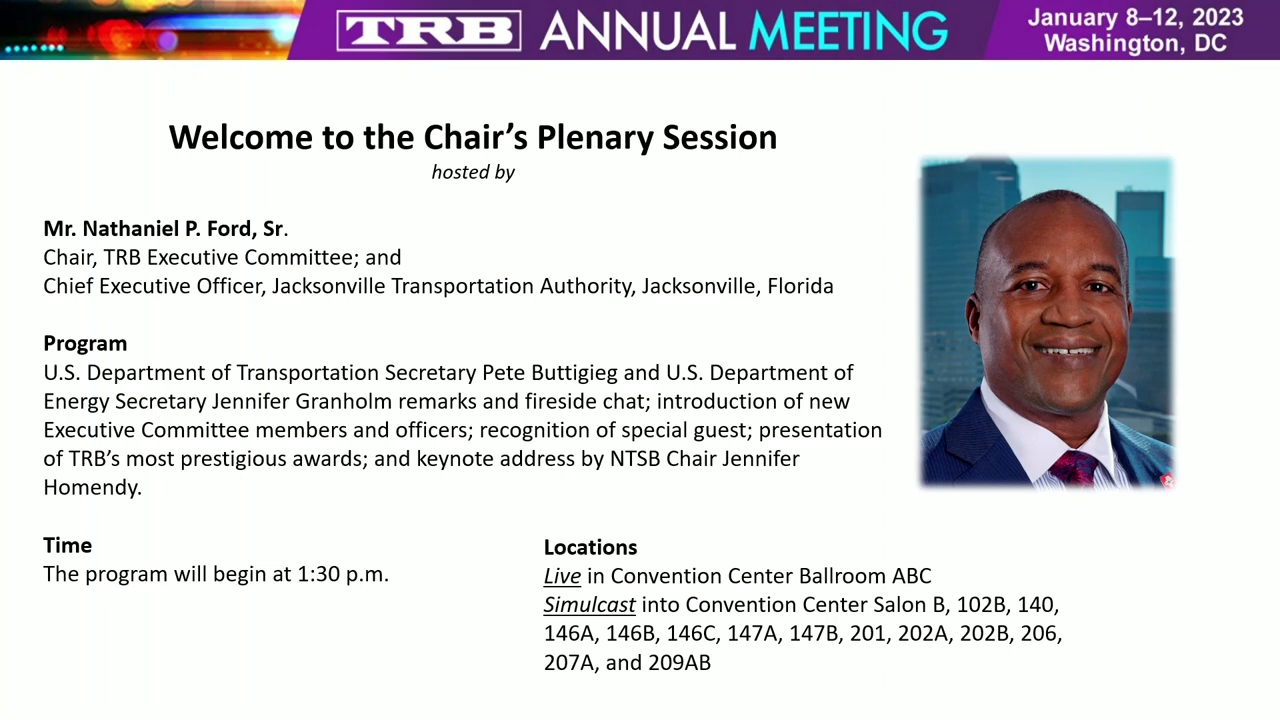 TRB ANNUAL MEETING
January 8–12, 2023
Washington, DC
Welcome to the Chair’s Plenary Session
hosted by
Mr. Nathaniel P. Ford, Sr.
Chair, TRB Executive Committee; and
Chief Executive Officer, Jacksonville Transportation Authority, Jacksonville, Florida
Program
U.S. Department of Transportation Secretary Pete Buttigieg and U.S. Department of
Energy Secretary Jennifer Granholm remarks and fireside chat; introduction of new
Executive Committee members and officers; recognition of special guest; presentation
of TRB’s most prestigious awards; and keynote address by NTSB Chair Jennifer
Homendy.
Time
The program will begin at 1:30 p.m.
Locations
Live in Convention Center Ballroom ABC
Simulcast into Convention Center Salon B, 102B, 140,
146A, 146B, 146C, 147A, 147B, 201, 202A, 202B, 206,
207A, and 209AB